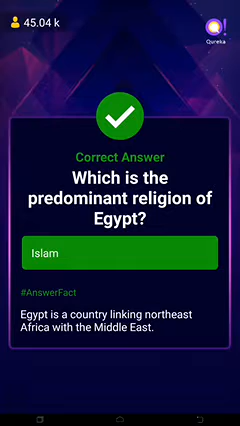 45.04 k
Qureka
Correct Answer
Which is the
predominant religion of
Egypt?
Islam
#AnswerFact
Egypt is a country linking northeast
Africa with the Middle East.